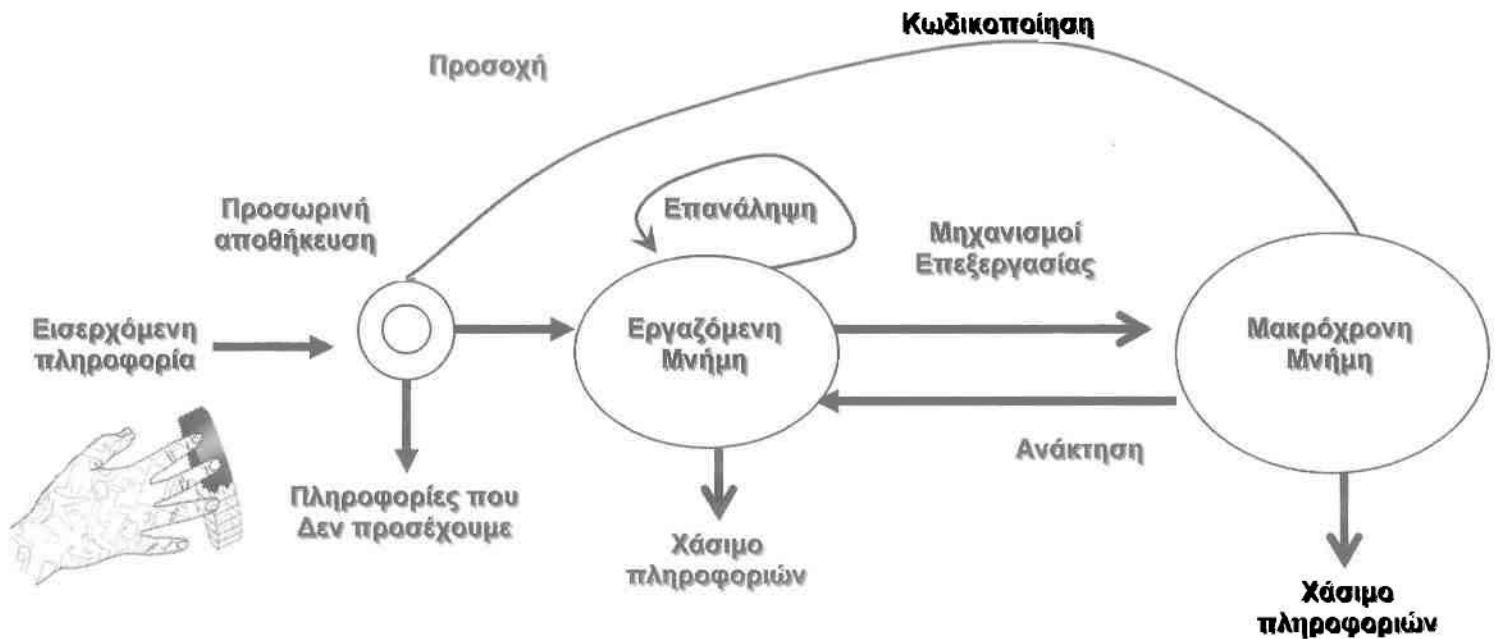 Κωδικοποίηση
Προσοχή
Προσωρινή
αποθήκευση
Επανάληψη
Μηχανισμοί
Επεξεργασίας
Εισερχόμενη
πληροφορία
Εργαζόμενη
Μνήμη
Μακρόχρονη
Μνήμη
Ανάκτηση
Πληροφορίες που
Δεν προσέχουμε
Χάσιμο
πληροφοριών
Χάσιμο
πληροφοριών